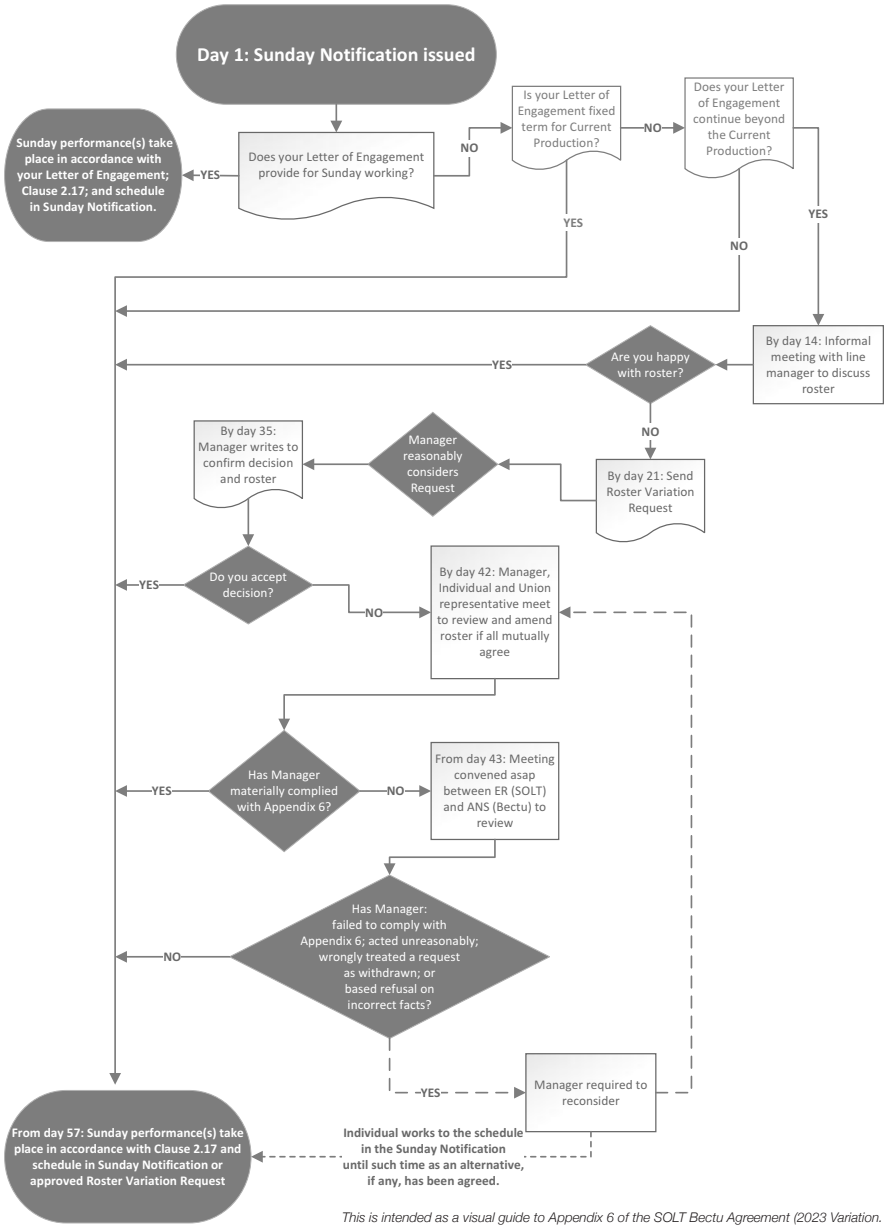 Day 1: Sunday Notification issued
Is your Letter of
Engagement fixed
term for Current
Production?
Does your Letter
of Engagement
continue beyond
the Current
Production?
NO
NO
Sunday performance(s) take
place in accordance with
your Letter of Engagement;
Clause 2.17; and schedule
in Sunday Notification.
YES
Does your Letter of Engagement
provide for Sunday working?
YES
NO
YES
By day 14: Informal
meeting with line
manager to discuss
roster
Are you happy
with roster?
YES
NO
By day 21: Send
Roster Variation
Request
Manager
reasonably
considers
Request
By day 35:
Manager writes to
confirm decision
and roster
Do you accept
decision?
YES
NO
By day 42: Manager,
Individual and Union
representative meet
to review and amend
roster if all mutually
agree
Has Manager
materially complied
with Appendix 6?
YES
NO
From day 43: Meeting
convened asap
between ER (SOLT)
and ANS (Bectu) to
review
Has Manager:
failed to comply with
Appendix 6; acted unreasonably;
wrongly treated a request
as withdrawn; or
based refusal on
incorrect facts?
NO
YES
Manager required to
reconsider
From day 57: Sunday performance(s) take
place in accordance with Clause 2.17 and
schedule in Sunday Notification or
approved Roster Variation Request
Individual works to the schedule
in the Sunday Notification
until such time as an alternative,
if any, has been agreed.
This is intended as a visual guide to Appendix 6 of the SOLT Bectu Agreement (2023 Variation.